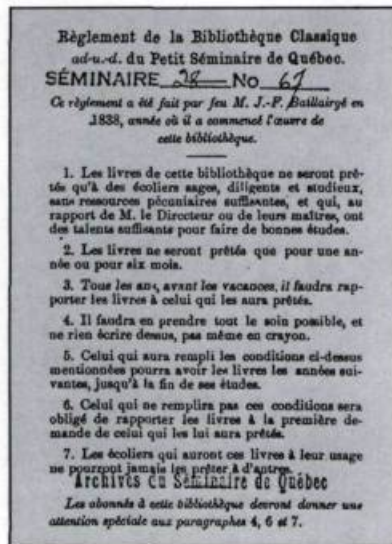 Règlement de la Bibliothèque Classique
ad-u.-d. du Petit Séminaire de Québec.
SÉMINAIRE 28 No 67
Ce règlement a été fait par feu M. J.-F. Baillairgé en
1838, année où il a commencé l'œuvre de
cette bibliothèque.
1. Les livres de cette bibliothèque ne seront prê-
tés qu'à des écoliers sages, diligents et studieux,
sans ressources pécuniaires suffisantes, et qui, au
rapport de M. le Directeur ou de leurs maîtres, ont
des talents suffisants pour faire de bonnes études.
2. Les livres ne seront prêtés que pour une an-
née ou pour six mois.
3. Tous les ans, avant les vacances, il faudra rap-
porter les livres à celui qui les aura prêtés.
4. Il faudra en prendre tout le soin possible, et
ne rien écrire dessus, pas même en crayon.
5. Celui qui aura rempli les conditions ci-dessus
mentionnées pourra avoir les livres les années sui-
vantes, jusqu'à la fin de ses études.
6. Celui qui ne remplira pas ces conditions sera
obligé de rapporter les livres à la première de-
mande de celui qui les lui aura prêtés.
7. Les écoliers qui auront ces livres à leur usage
ne pourront jamais les prêter à d'autres.
Archives du Séminaire de Québec
Les abonnés à cette bibliothèque devront donner une
attention spéciale aux paragraphes 4, 6 et 7.